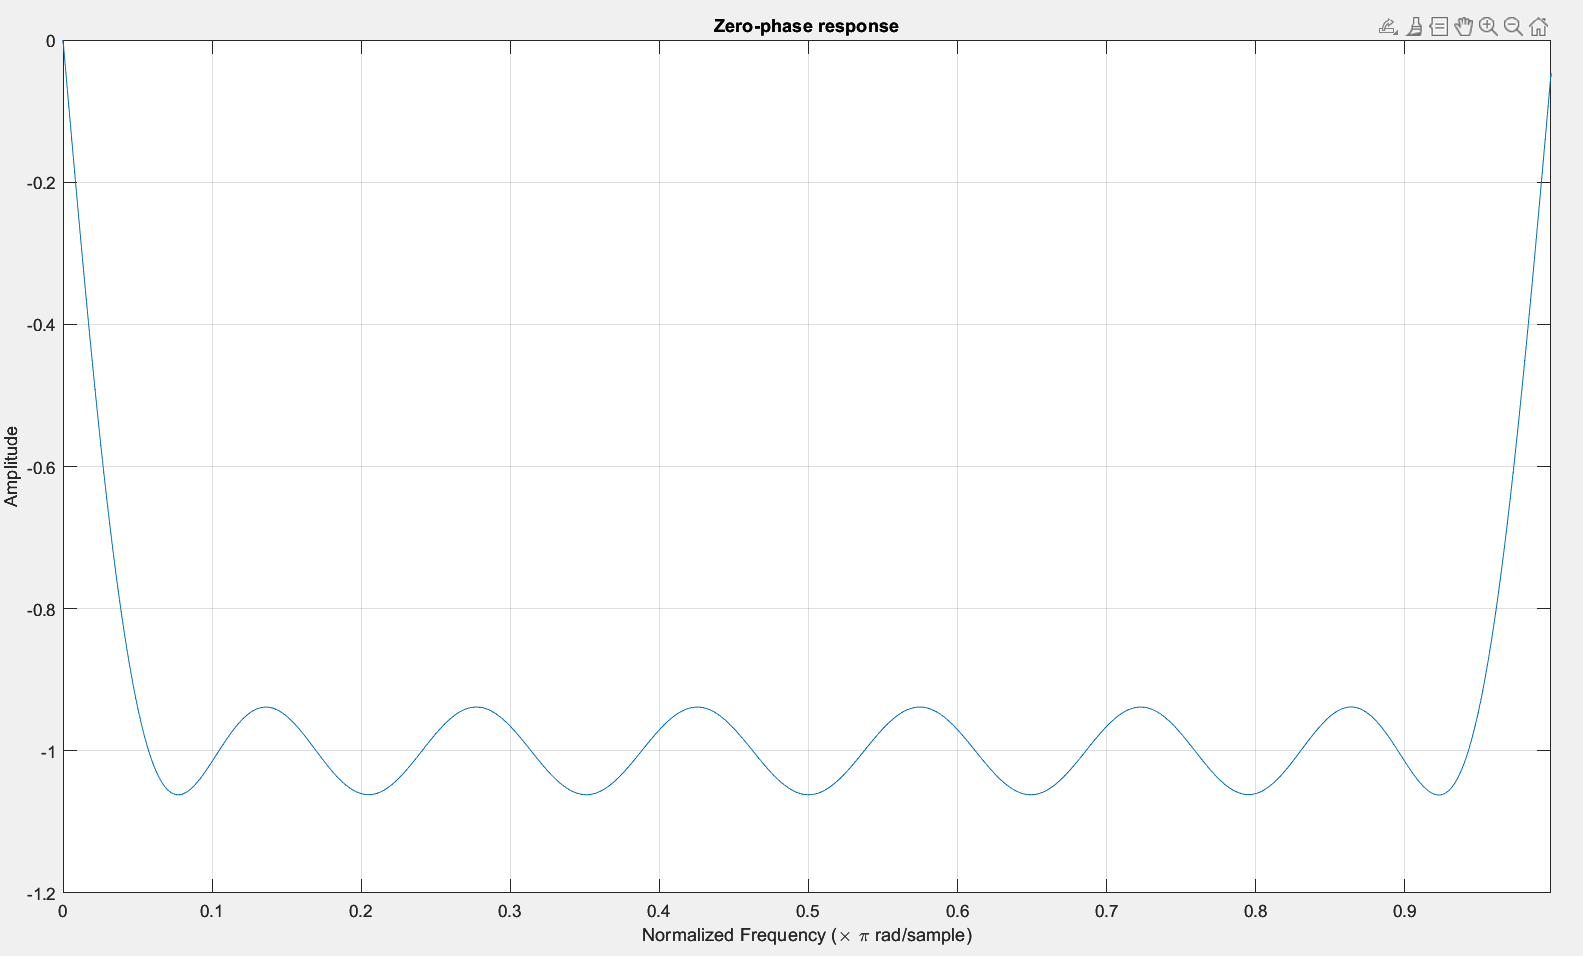 Zero-phase response
0
-0.2
-0.4
-0.6
-0.8
-1
-1.2
Amplitude
0 0.1 0.2 0.3 0.4 0.5 0.6 0.7 0.8 0.9
Normalized Frequency (× π rad/sample)